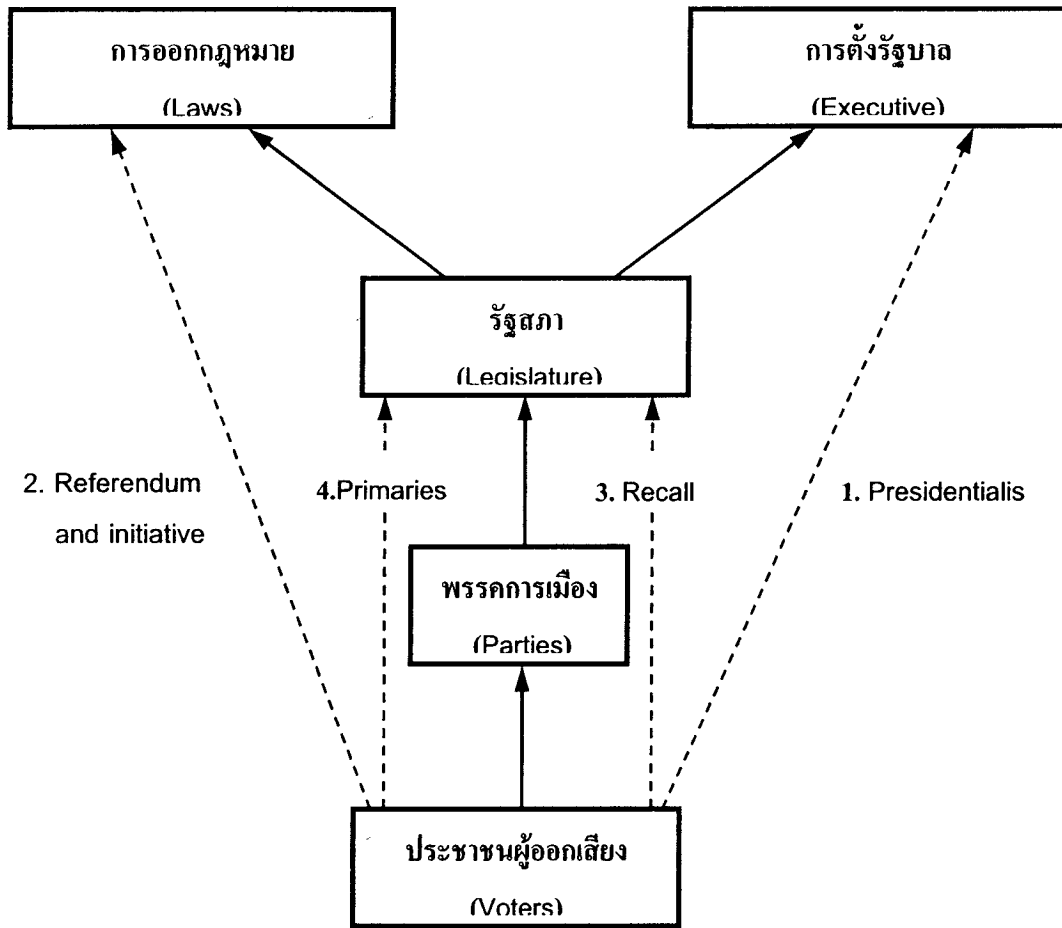 การออกกฎหมาย
(Laws)
การตั้งรัฐบาล
(Executive)
รัฐสภา
(Legislature)
2. Referendum
and initiative
4.Primaries
3. Recall
1. Presidentialis
พรรคการเมือง
(Parties)
ประชาชนผู้ออกเสียง
(Voters)